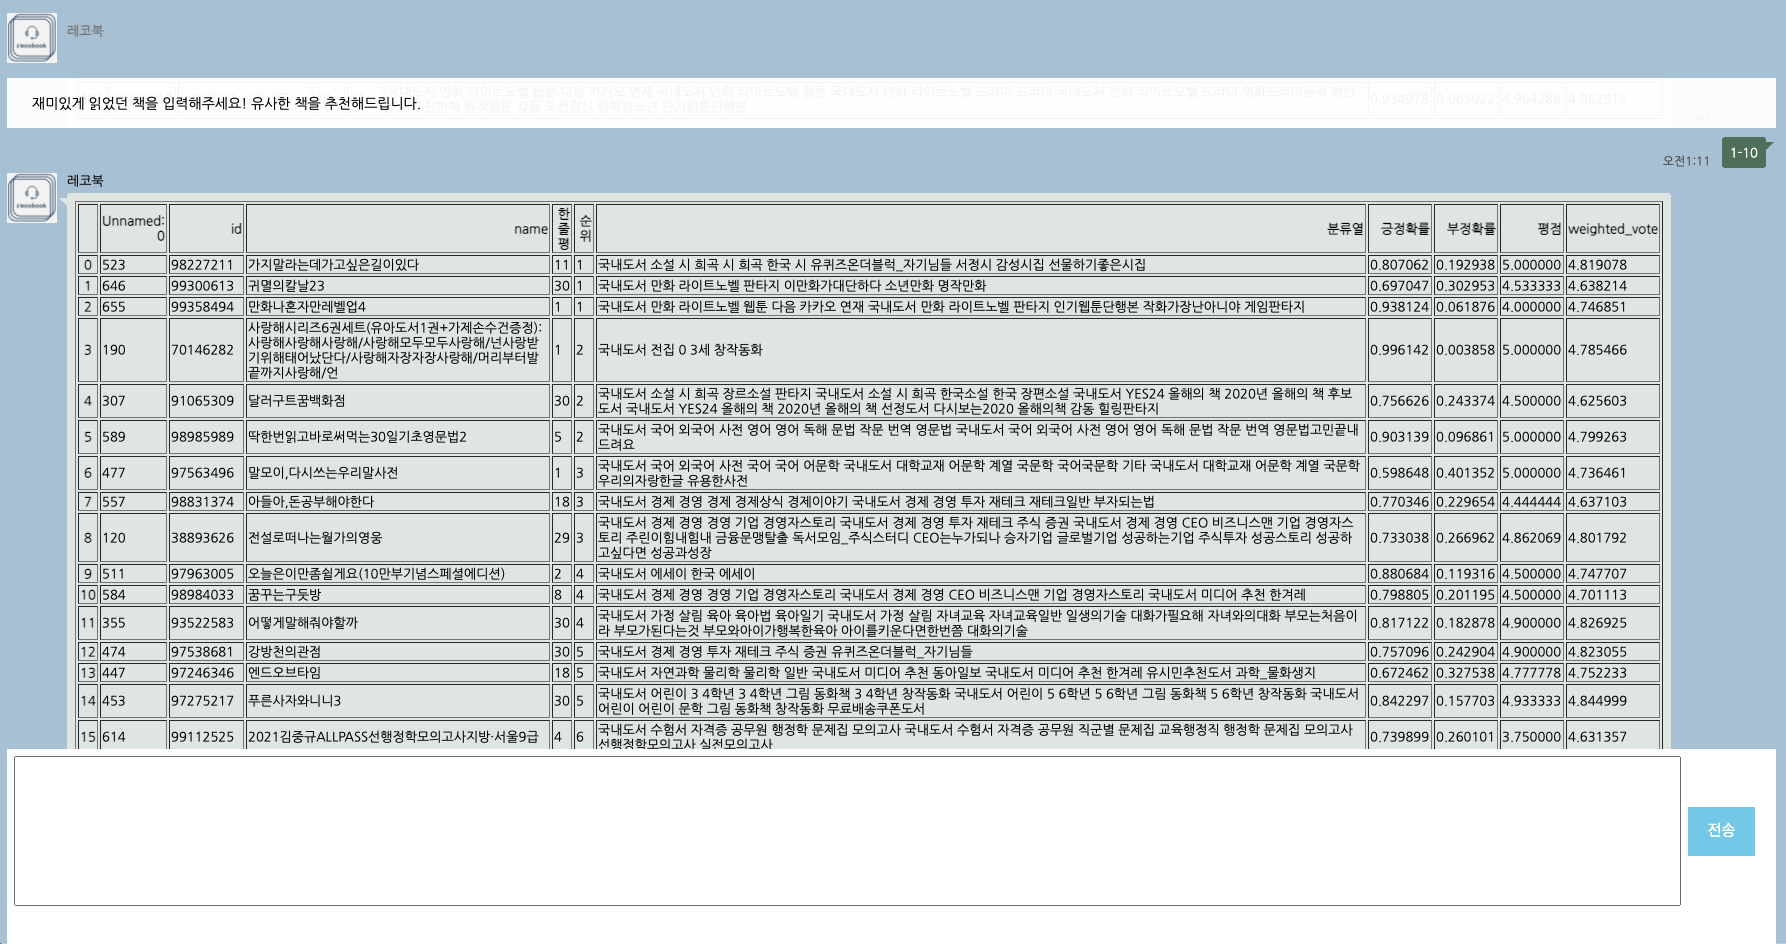 recobook
레코북
재미있게 읽었던 책을 입력해주세요! 유사한 책을 추천해드립니다.
0.934978 0.065022 4.964286 4.862915
오전1:11 1-10
recobook
레코북
Unnamed: 0 id name 한줄평 순위 분류열 긍정확률 부정확률 평점 weighted_vote
0 523 98227211 가지말라는데가고싶은길이있다 11 1 국내도서 소설 시 희곡 시 희곡 한국 시 유퀴즈온더블럭_자기님들 서정시 감성시집 선물하기좋은시집 0.807062 0.192938 5.000000 4.819078
1 646 99300613 귀멸의칼날23 30 1 국내도서 만화 라이트노벨 판타지 이만화가대단하다 소년만화 명작만화 0.697047 0.302953 4.533333 4.638214
2 655 99358494 만화나혼자만레벨업4 1 1 국내도서 만화 라이트노벨 웹툰 다음 카카오 연재 국내도서 만화 라이트노벨 판타지 인기웹툰단행본 작화가장난아니야 게임판타지 0.938124 0.061876 4.000000 4.746851
3 190 70146282 사랑해시리즈6권세트(유아도서1권+가제손수건증정):
사랑해사랑해사랑해/사랑해모두모두사랑해/넌사랑받
기위해태어났단다/사랑해자장자장사랑해/머리부터발
끝까지사랑해/언 1 2 국내도서 전집 0 3세 창작동화 0.996142 0.003858 5.000000 4.785466
4 307 91065309 달러구트꿈백화점 30 2 국내도서 소설 시 희곡 장르소설 판타지 국내도서 소설 시 희곡 한국소설 한국 장편소설 국내도서 YES24 올해의 책 2020년 올해의 책 후보
도서 국내도서 YES24 올해의 책 2020년 올해의 책 선정도서 다시보는2020 올해의책 감동 힐링판타지 0.756626 0.243374 4.500000 4.625603
5 589 98985989 딱한번읽고바로써먹는30일기초영문법2 5 2 국내도서 국어 외국어 사전 영어 영어 독해 문법 작문 번역 영문법 국내도서 국어 외국어 사전 영어 영어 독해 문법 작문 번역 영문법고민끝내
드려요 0.903139 0.096861 5.000000 4.799263
6 477 97563496 말모이,다시쓰는우리말사전 1 3 국내도서 국어 외국어 사전 국어 국어 어문학 국내도서 대학교재 어문학 계열 국문학 국어국문학 기타 국내도서 대학교재 어문학 계열 국문학
우리의자랑한글 유용한사전 0.598648 0.401352 5.000000 4.736461
7 557 98831374 아들아,돈공부해야한다 18 3 국내도서 경제 경영 경제 경제상식 경제이야기 국내도서 경제 경영 투자 재테크 재테크일반 부자되는법 0.770346 0.229654 4.444444 4.637103
8 120 38893626 전설로떠나는월가의영웅 29 3 국내도서 경제 경영 경영 기업 경영자스토리 국내도서 경제 경영 투자 재테크 주식 증권 국내도서 경제 경영 CEO 비즈니스맨 기업 경영자스
토리 주린이힘내힘내 금융문맹탈출 독서모임_주식스터디 CEO는누가되나 승자기업 글로벌기업 성공하는기업 주식투자 성공스토리 성공하
고싶다면 성공과성장 0.733038 0.266962 4.862069 4.801792
9 511 97963005 오늘은이만좀쉴게요(10만부기념스페셜에디션) 2 4 국내도서 에세이 한국 에세이 0.880684 0.119316 4.500000 4.747707
10 584 98984033 꿈꾸는구둣방 8 4 국내도서 경제 경영 경영 기업 경영자스토리 국내도서 경제 경영 CEO 비즈니스맨 기업 경영자스토리 국내도서 미디어 추천 한겨레 0.798805 0.201195 4.500000 4.701113
11 355 93522583 어떻게말해줘야할까 30 4 국내도서 가정 살림 육아 육아법 육아일기 국내도서 가정 살림 자녀교육 자녀교육일반 일생의기술 대화가필요해 자녀와의대화 부모는처음이
라 부모가된다는것 부모와아이가행복한육아 아이를키운다면한번쯤 대화의기술 0.817122 0.182878 4.900000 4.826925
12 474 97538681 강방천의관점 30 5 국내도서 경제 경영 투자 재테크 주식 증권 유퀴즈온더블럭_자기님들 0.757096 0.242904 4.900000 4.823055
13 447 97246346 엔드오브타임 18 5 국내도서 자연과학 물리학 물리학 일반 국내도서 미디어 추천 동아일보 국내도서 미디어 추천 한겨레 유시민추천도서 과학_물화생지 0.672462 0.327538 4.777778 4.752233
14 453 97275217 푸른사자와니니3 30 5 국내도서 어린이 3 4학년 3 4학년 그림 동화책 3 4학년 창작동화 국내도서 어린이 5 6학년 5 6학년 그림 동화책 5 6학년 창작동화 국내도서
어린이 어린이 문학 그림 동화책 창작동화 무료배송쿠폰도서 0.842297 0.157703 4.933333 4.844999
15 614 99112525 2021김중규ALLPASS선행정학모의고사지방·서울9급 4 6 국내도서 수험서 자격증 공무원 행정학 문제집 모의고사 국내도서 수험서 자격증 공무원 직군별 문제집 교육행정직 행정학 문제집 모의고사
선행정학모의고사 실전모의고사 0.739899 0.260101 3.750000 4.631357
전송